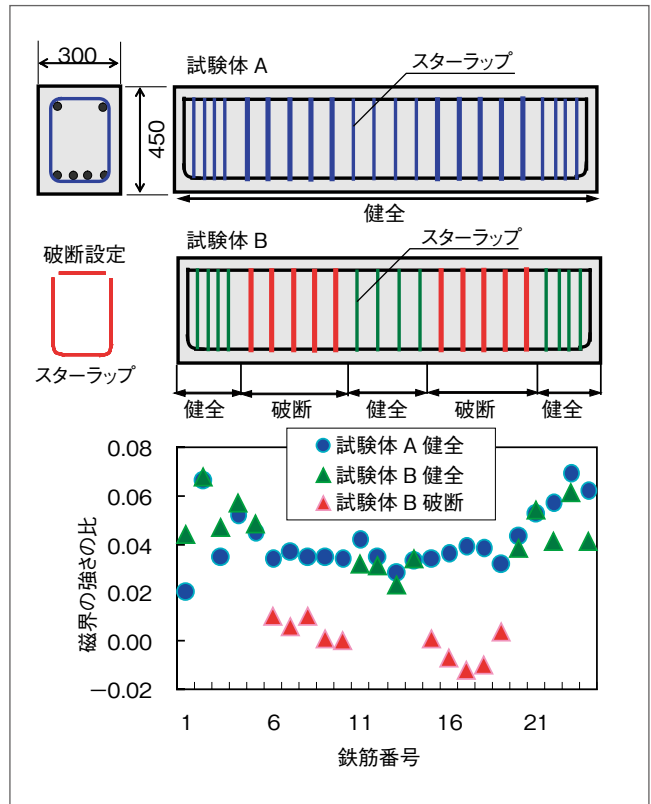 300
試験体 A
スターラップ
450
健全
試験体 B
スターラップ
破断設定
スターラップ
健全
破断
健全
破断
健全
0.08
0.06
0.04
0.02
0.00
−0.02
磁界の強さの比
試験体 A 健全
試験体 B 健全
試験体 B 破断
1
6
11
16
21
鉄筋番号